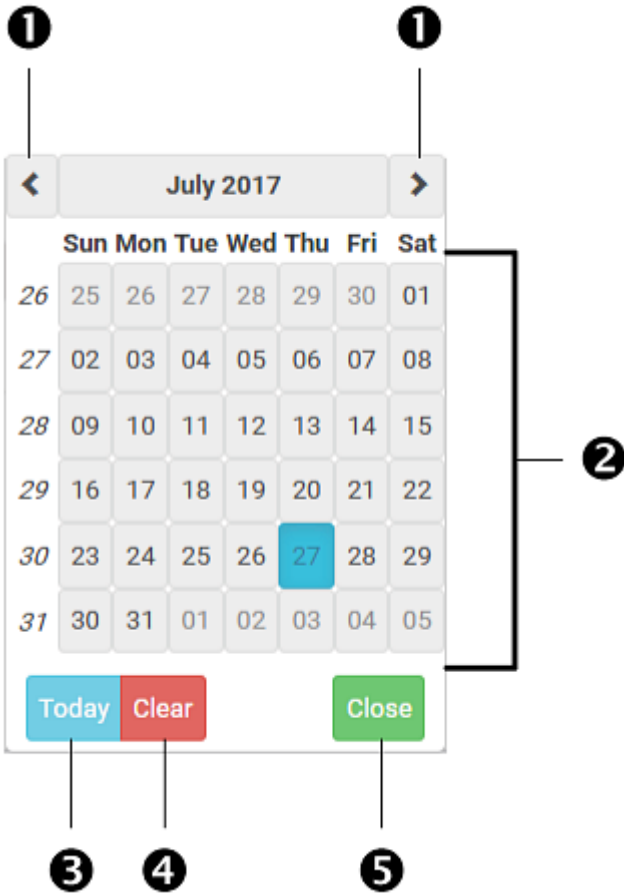 ❶ ❶
July 2017
Sun Mon Tue Wed Thu Fri Sat
26 25 26 27 28 29 30 01
27 02 03 04 05 06 07 08
28 09 10 11 12 13 14 15
❷
29 16 17 18 19 20 21 22
30 23 24 25 26 27 28 29
31 30 31 01 02 03 04 05
Today Clear Close
❸ ❹ ❺